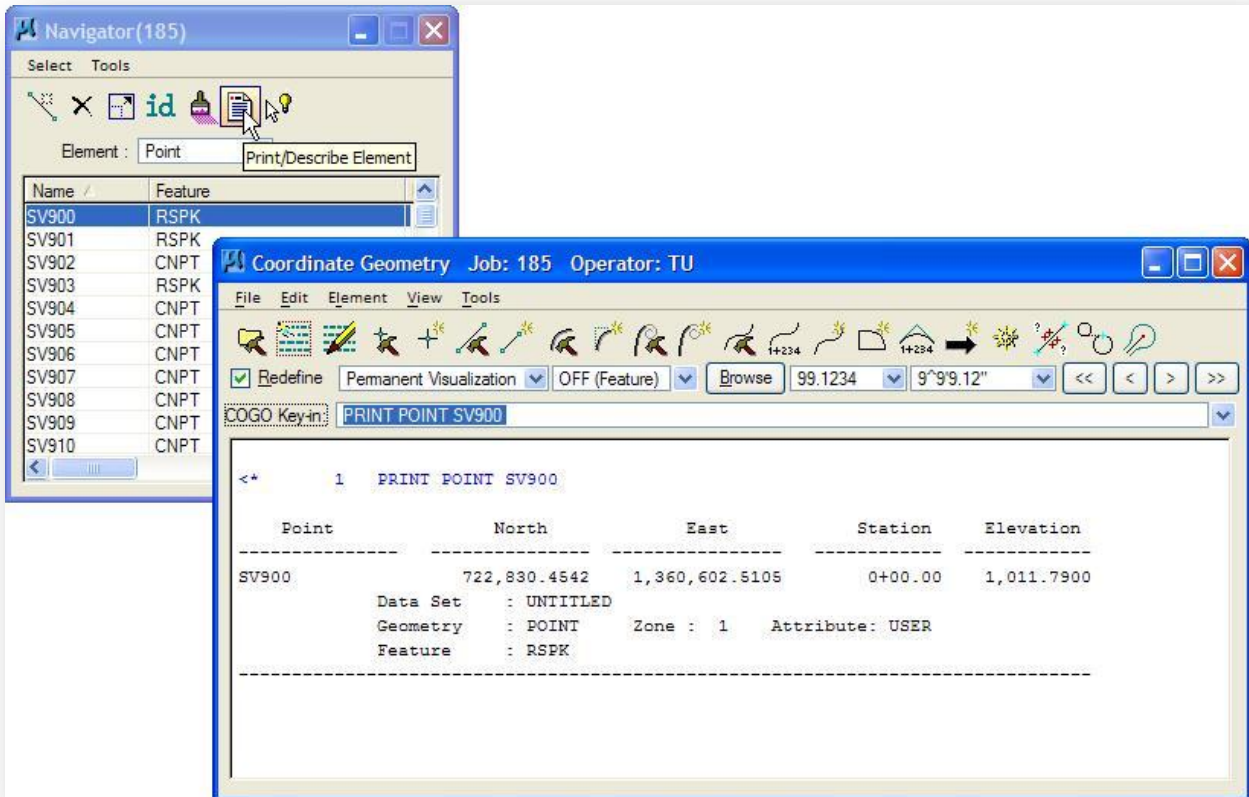 Navigator(185)
Select Tools
id
Element : Point
Print/Describe Element
Name Feature
SV900 RSPK
SV901 RSPK
SV902 CNPT
SV903 RSPK
SV904 CNPT
SV905 CNPT
SV906 CNPT
SV907 CNPT
SV908 CNPT
SV909 CNPT
SV910 CNPT
Coordinate Geometry Job: 185 Operator: TU
File Edit Element View Tools
1+234 1+234
Redefine Permanent Visualization OFF (Feature) Browse 99.1234 9^9'9.12" << < > >>
COGO Key-in: PRINT POINT SV900
<* 1 PRINT POINT SV900
Point North East Station Elevation
--------------- --------------- ---------------- ------------ ------------
SV900 722,830.4542 1,360,602.5105 0+00.00 1,011.7900
Data Set : UNTITLED
Geometry : POINT Zone : 1 Attribute: USER
Feature : RSPK
--------------------------------------------------------------------------------